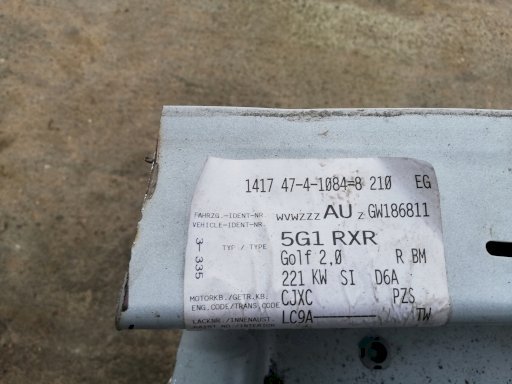 1417 47-4-1084-8 210 EG
FAHRZG.-IDENT-NR. WVWZZZ AU Z GW186811
VEHICLE-IDENT-NR.
3- 335
TYP / TYPE 5G1 RXR
Golf 2,0 R BM
221 KW SI D6A
MOTORKB./GETR.KB. CJXC PZS
ENG.CODE/TRANS.CODE
LACKNR./INNENAUST. LC9A TW
PAINT NO./INTERIOR